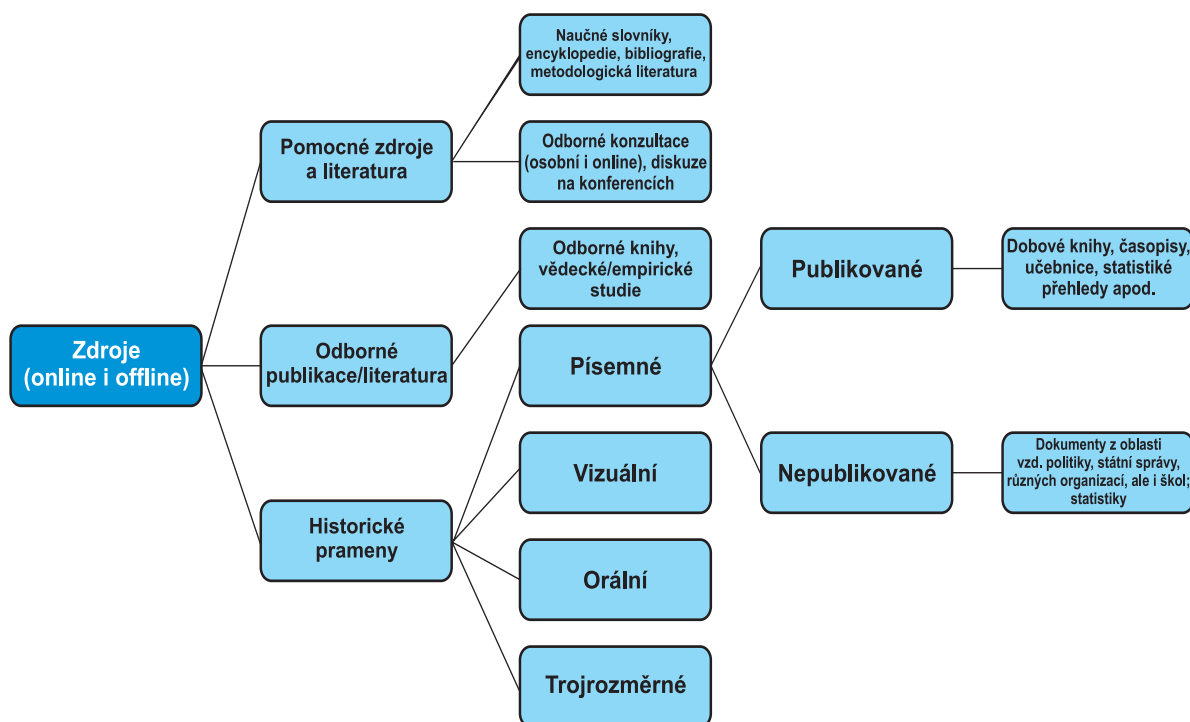 Naučné slovníky,
encyklopedie, bibliografie,
metodologická literatura
Pomocné zdroje
a literatura
Odborné konzultace
(osobní i online), diskuze
na konferencích
Odborné knihy,
vědecké/empirické
studie
Publikované
Dobové knihy, časopisy,
učebnice, statistiké
přehledy apod.
Zdroje
(online i offline)
Odborné
publikace/literatura
Písemné
Vizuální
Nepublikované
Dokumenty z oblasti
vzd. politiky, státní správy,
různých organizací, ale i škol;
statistiky
Historické
prameny
Orální
Trojrozměrné